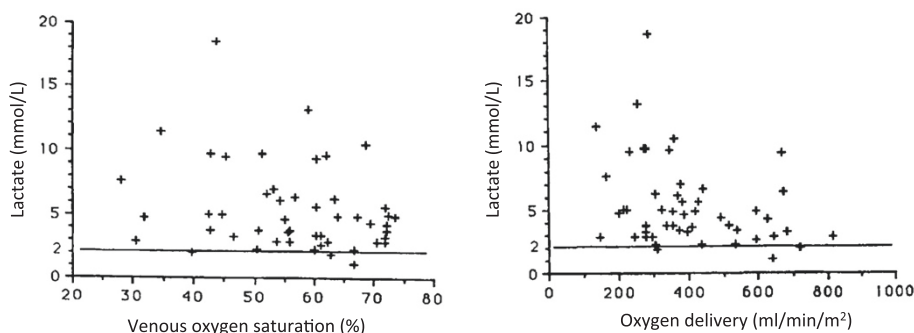 20
15
10
5
2
0
Lactate (mmol/L)
20 30 40 50 60 70 80
Venous oxygen saturation (%)
20
15
10
5
2
0
Lactate (mmol/L)
0 200 400 600 800 1000
Oxygen delivery (ml/min/m²)